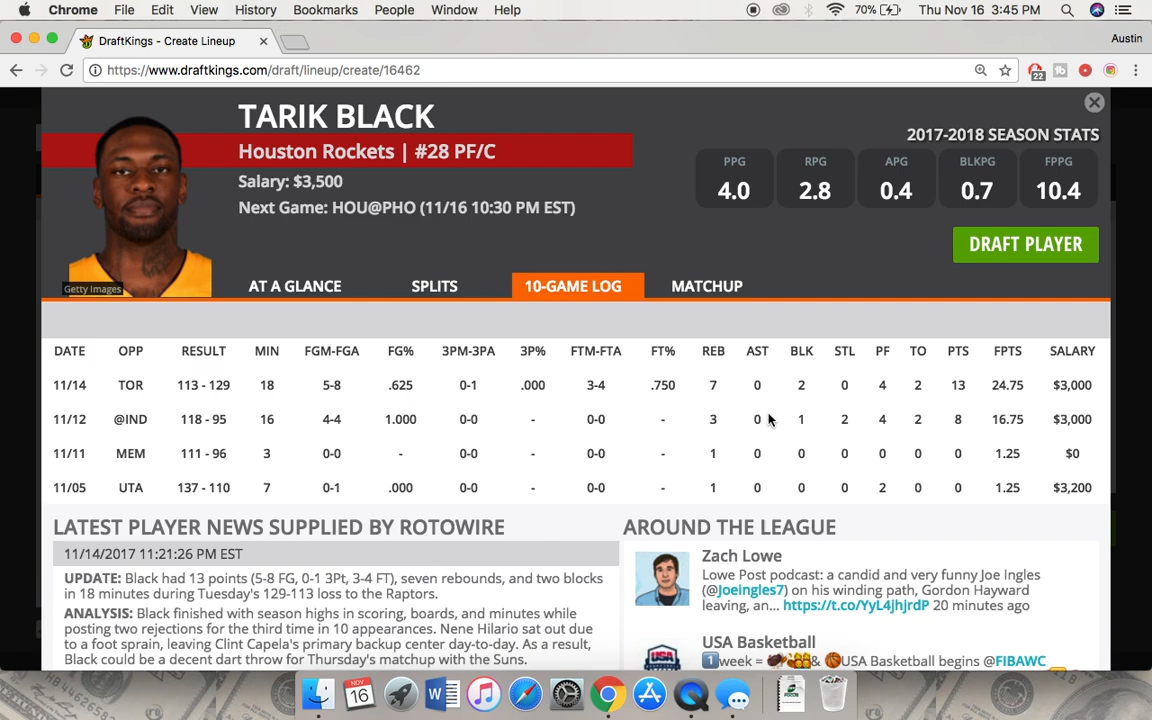 Chrome File Edit View History Bookmarks People Window Help 70% Thu Nov 16 3:45 PM
DraftKings - Create Lineup
Austin
https://www.draftkings.com/draft/lineup/create/16462
22
TARIK BLACK
Houston Rockets | #28 PF/C
Salary: $3,500
Next Game: HOU@PHO (11/16 10:30 PM EST)
2017-2018 SEASON STATS
PPG RPG APG BLKPG FPPG
4.0 2.8 0.4 0.7 10.4
DRAFT PLAYER
Getty Images
AT A GLANCE SPLITS 10-GAME LOG MATCHUP
DATE OPP RESULT MIN FGM-FGA FG% 3PM-3PA 3P% FTM-FTA FT% REB AST BLK STL PF TO PTS FPTS SALARY
11/14 TOR 113 - 129 18 5-8 .625 0-1 .000 3-4 .750 7 0 2 0 4 2 13 24.75 $3,000
11/12 @IND 118 - 95 16 4-4 1.000 0-0 - 0-0 - 3 0 1 2 4 2 8 16.75 $3,000
11/11 MEM 111 - 96 3 0-0 - 0-0 - 0-0 - 1 0 0 0 0 0 0 1.25 $0
11/05 UTA 137 - 110 7 0-1 .000 0-0 - 0-0 - 1 0 0 0 2 0 0 1.25 $3,200
LATEST PLAYER NEWS SUPPLIED BY ROTOWIRE
11/14/2017 11:21:26 PM EST
UPDATE: Black had 13 points (5-8 FG, 0-1 3Pt, 3-4 FT), seven rebounds, and two blocks
in 18 minutes during Tuesday's 129-113 loss to the Raptors.
ANALYSIS: Black finished with season highs in scoring, boards, and minutes while
posting two rejections for the third time in 10 appearances. Nene Hilario sat out due
to a foot sprain, leaving Clint Capela's primary backup center day-to-day. As a result,
Black could be a decent dart throw for Thursday's matchup with the Suns.
AROUND THE LEAGUE
Zach Lowe
Lowe Post podcast: a candid and very funny Joe Ingles
(@JoeIngles7) on his winding path, Gordon Hayward
leaving, an... https://t.co/YyL4jhjrdP 20 minutes ago
USA Basketball
1 week = & USA Basketball begins @FIBAWC
USA
NOV
16
W